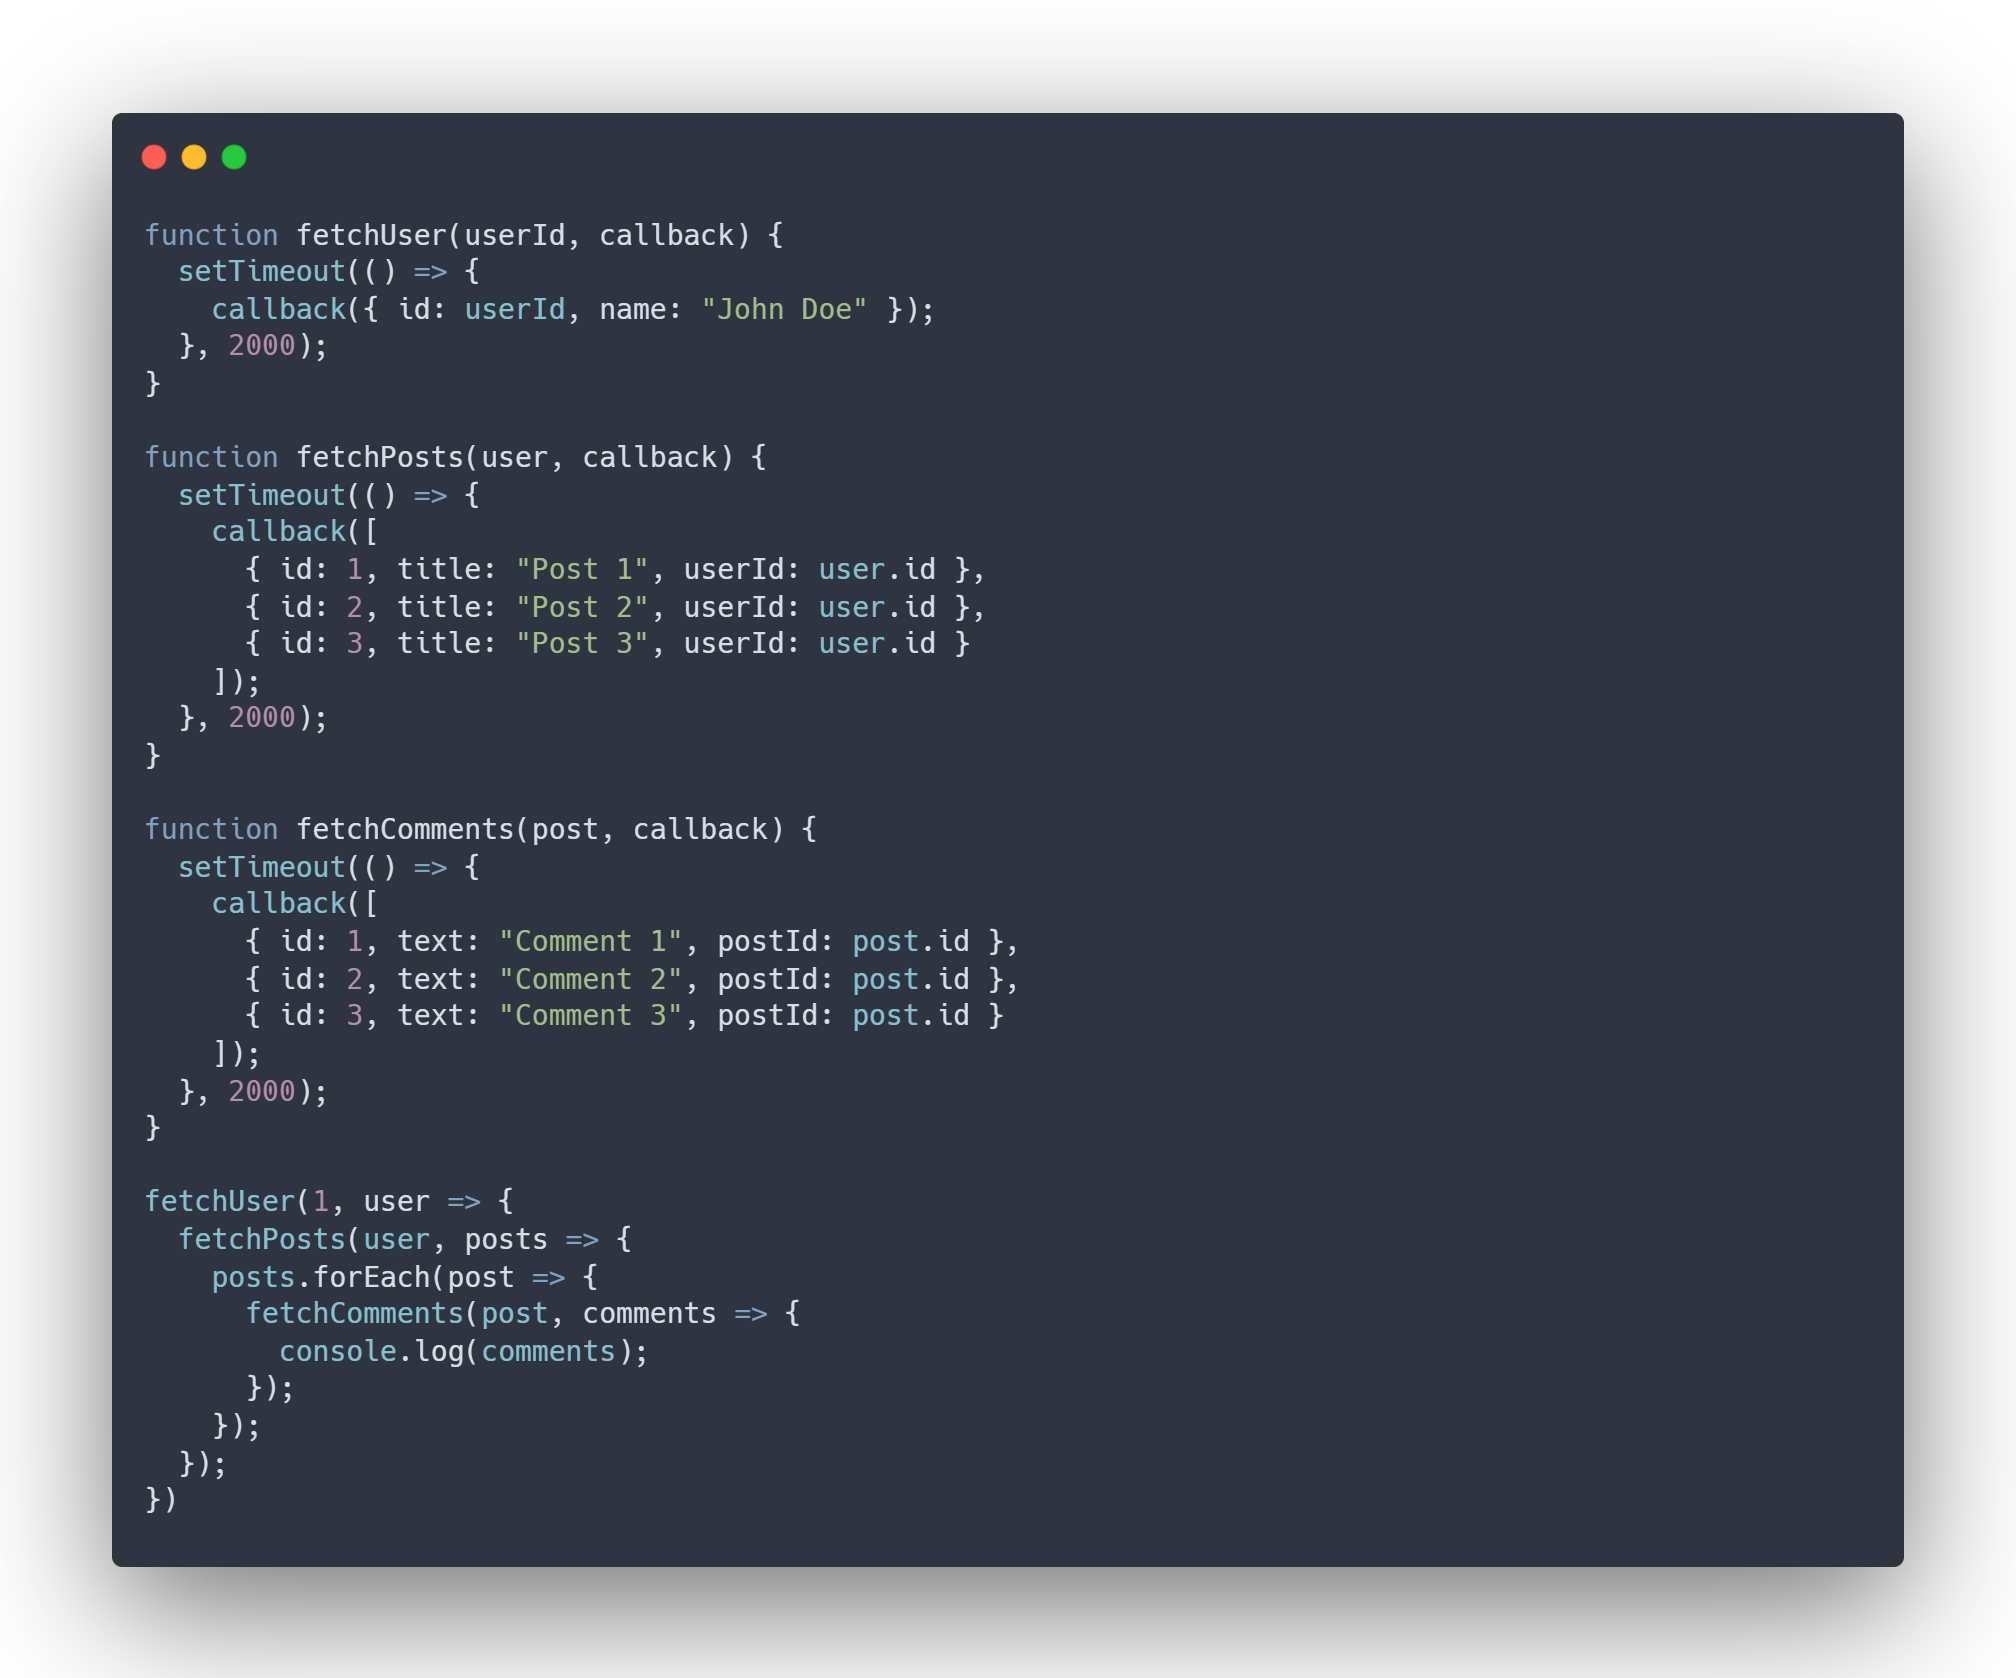 function fetchUser(userId, callback) {
  setTimeout(() => {
    callback({ id: userId, name: "John Doe" });
  }, 2000);
}

function fetchPosts(user, callback) {
  setTimeout(() => {
    callback([
      { id: 1, title: "Post 1", userId: user.id },
      { id: 2, title: "Post 2", userId: user.id },
      { id: 3, title: "Post 3", userId: user.id }
    ]);
  }, 2000);
}

function fetchComments(post, callback) {
  setTimeout(() => {
    callback([
      { id: 1, text: "Comment 1", postId: post.id },
      { id: 2, text: "Comment 2", postId: post.id },
      { id: 3, text: "Comment 3", postId: post.id }
    ]);
  }, 2000);
}

fetchUser(1, user => {
  fetchPosts(user, posts => {
    posts.forEach(post => {
      fetchComments(post, comments => {
        console.log(comments);
      });
    });
  });
})